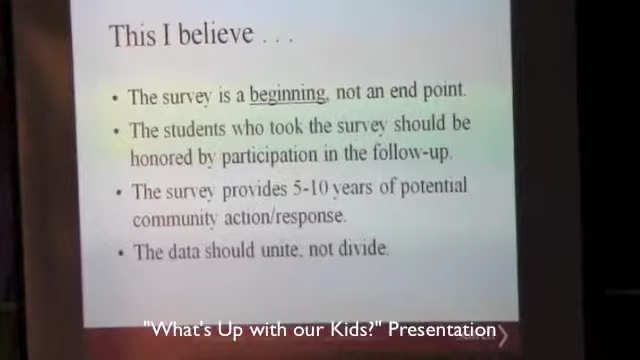 This I believe . . .
• The survey is a beginning, not an end point.
• The students who took the survey should be
honored by participation in the follow-up.
• The survey provides 5-10 years of potential
community action/response.
• The data should unite, not divide.
"What's Up with our Kids?" Presentation